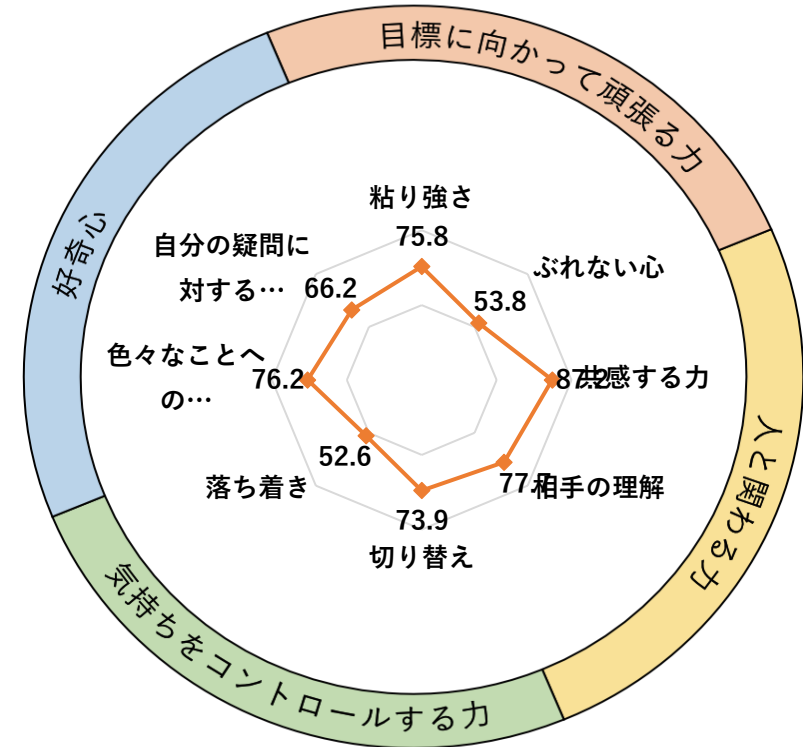 目標に向かって頑張る力
粘り強さ
75.8
自分の疑問に
対する…
66.2
ぶれない心
53.8
好奇心
色々なことへ
の…
76.2
87.2
共感する力
人と関わる力
落ち着き
52.6
77.7
相手の理解
73.9
切り替え
気持ちをコントロールする力